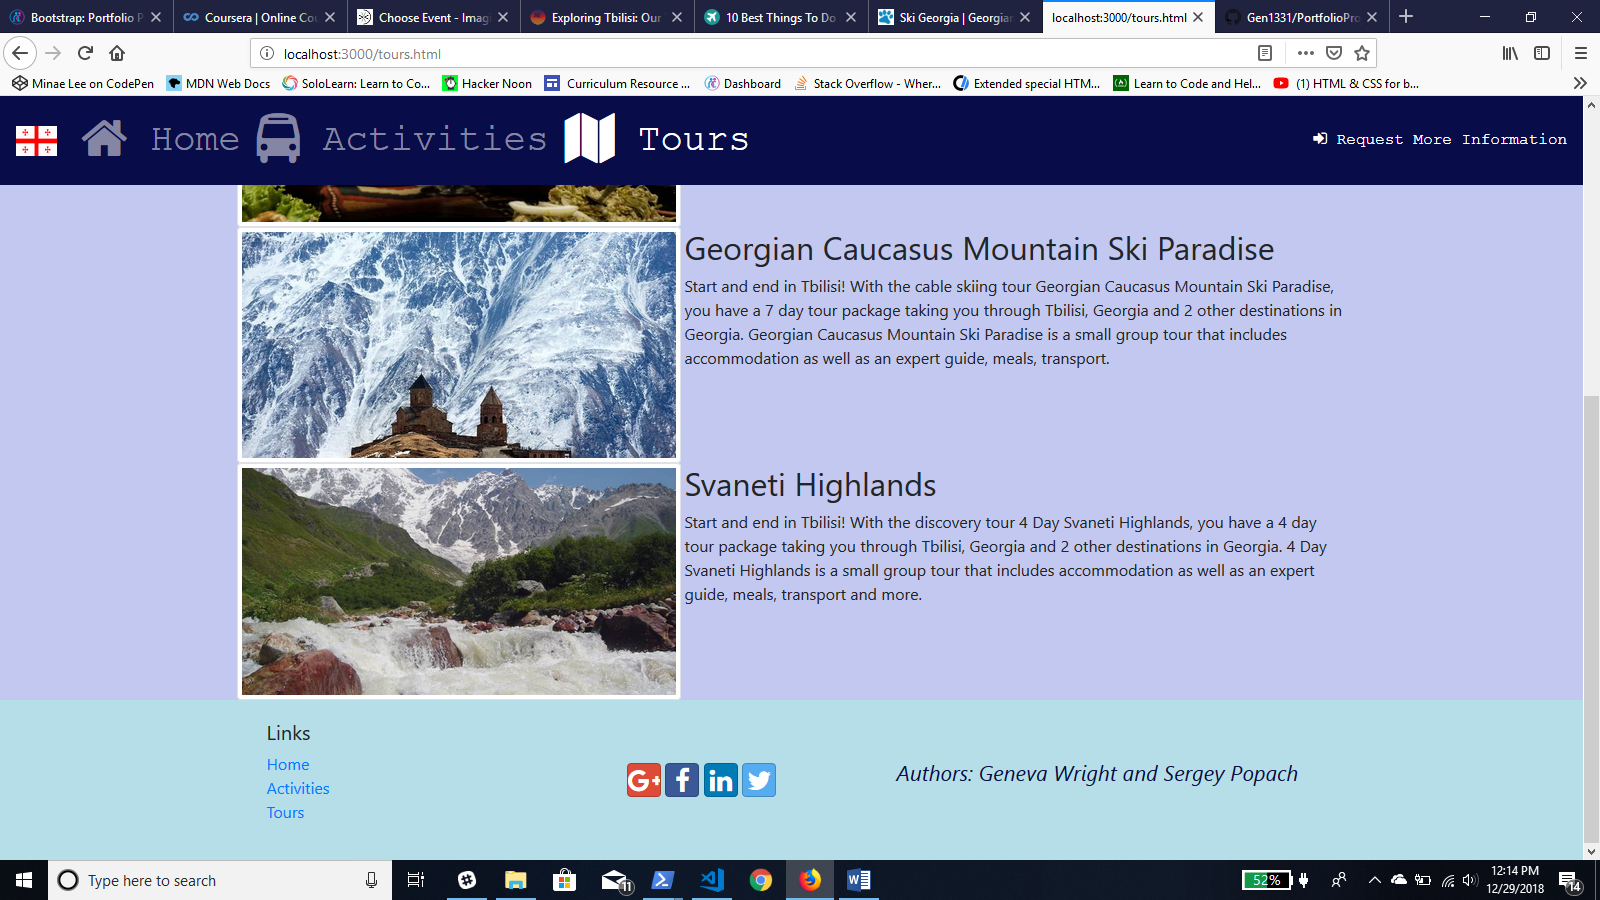 Bootstrap: Portfolio P
Coursera | Online Cou
Choose Event - Imag
Exploring Tbilisi: Our
10 Best Things To Do
Ski Georgia | Georgian
localhost:3000/tours.html
Gen1331/PortfolioPro
localhost:3000/tours.html
Minae Lee on CodePen
MDN Web Docs
SoloLearn: Learn to Co...
Hacker Noon
Curriculum Resource ...
Dashboard
Stack Overflow - Wher...
Extended special HTM...
Learn to Code and Hel...
(1) HTML & CSS for b...
Home
Activities
Tours
Request More Information
Georgian Caucasus Mountain Ski Paradise
Start and end in Tbilisi! With the cable skiing tour Georgian Caucasus Mountain Ski Paradise,
you have a 7 day tour package taking you through Tbilisi, Georgia and 2 other destinations in
Georgia. Georgian Caucasus Mountain Ski Paradise is a small group tour that includes
accommodation as well as an expert guide, meals, transport.
Svaneti Highlands
Start and end in Tbilisi! With the discovery tour 4 Day Svaneti Highlands, you have a 4 day
tour package taking you through Tbilisi, Georgia and 2 other destinations in Georgia. 4 Day
Svaneti Highlands is a small group tour that includes accommodation as well as an expert
guide, meals, transport and more.
Links
Home
Activities
Tours
G+
f
in
Authors: Geneva Wright and Sergey Popach
Type here to search
11
52%
12:14 PM
12/29/2018
14